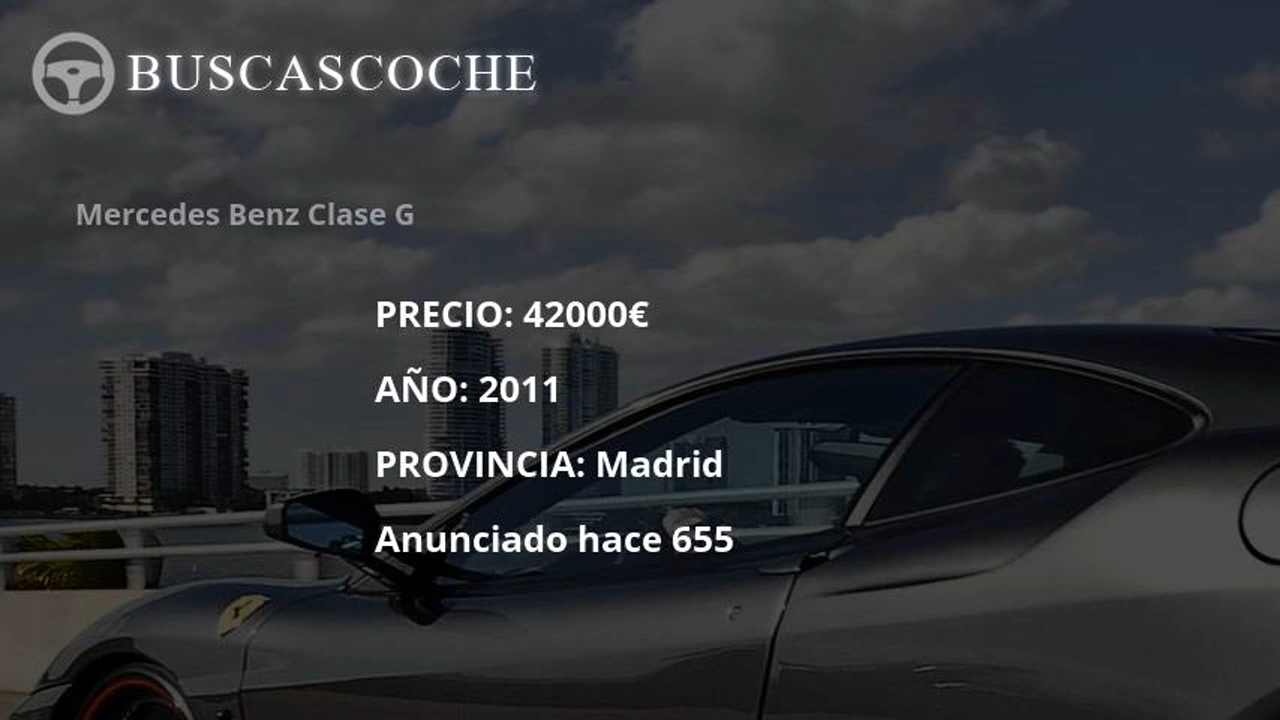 BUSCASCOCHE
Mercedes Benz Clase G
PRECIO: 42000€
AÑO: 2011
PROVINCIA: Madrid
Anunciado hace 655